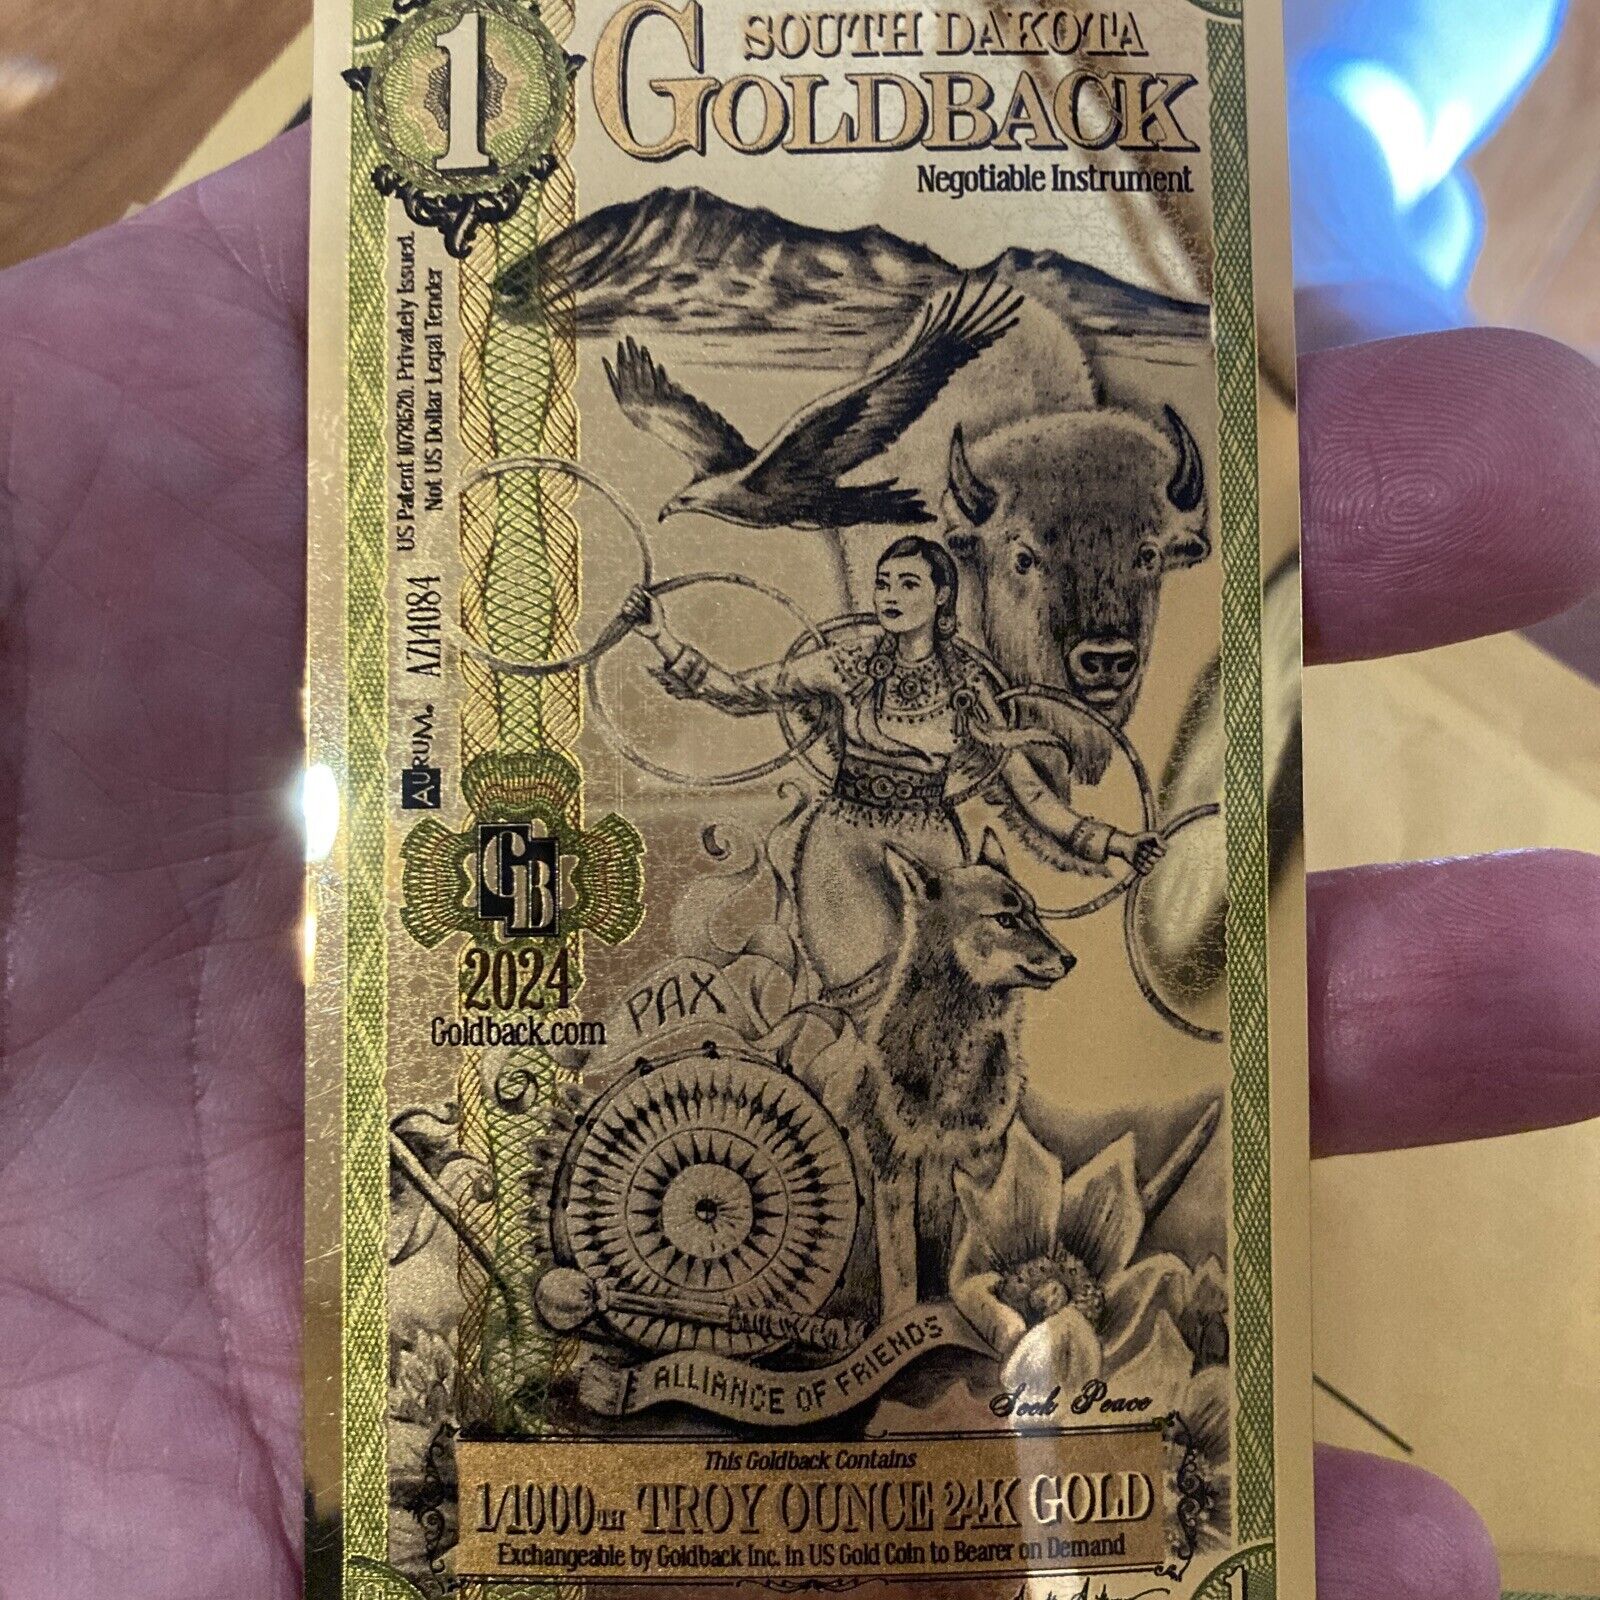 1
SOUTH DAKOTA
GOLDBACK
Negotiable Instrument
US Patent 10781520. Privately Issued.
Not US Dollar Legal Tender
AURUM® AZ14084
GB
2024
Goldback.com
PAX
ALLIANCE OF FRIENDS
Seek Peace
This Goldback Contains
1/1000TH TROY OUNCE 24K GOLD
Exchangeable by Goldback Inc. in US Gold Coin to Bearer on Demand
1